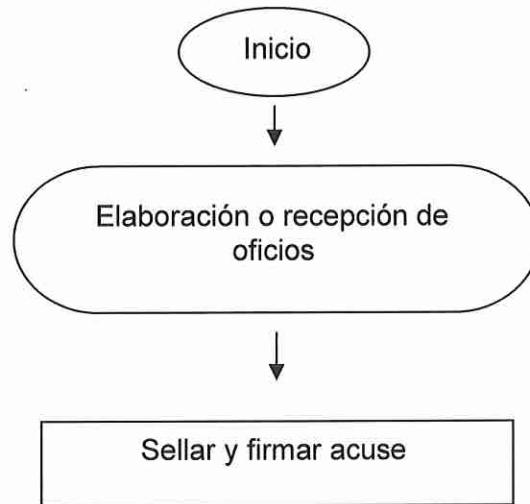 Inicio
Elaboración o recepción de
oficios
Sellar y firmar acuse